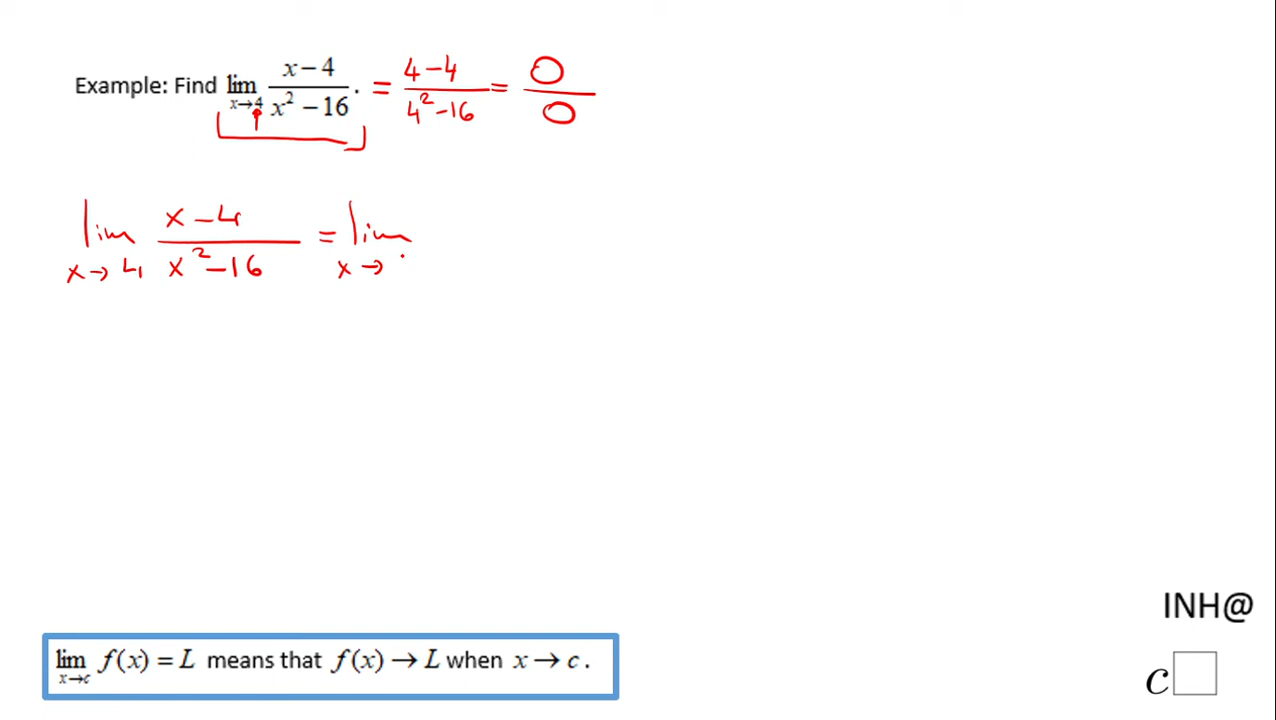 Example: Find lim x→4 (x − 4)/(x² − 16). = (4 − 4)/(4² − 16) = 0/0
lim x→4 (x − 4)/(x² − 16) = lim x→
INH@
lim x→c f(x) = L means that f(x) → L when x → c.
c